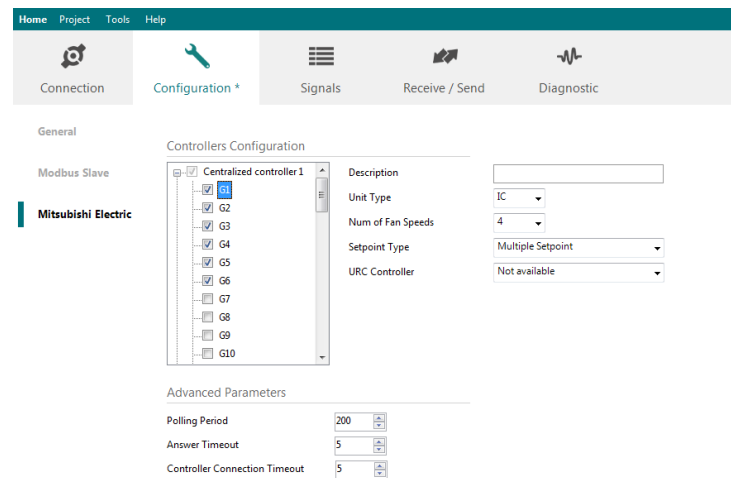 Home Project Tools Help
Connection Configuration * Signals Receive / Send Diagnostic
General
Modbus Slave
Mitsubishi Electric
Controllers Configuration
Centralized controller 1
G1
G2
G3
G4
G5
G6
G7
G8
G9
G10
Description
Unit Type IC
Num of Fan Speeds 4
Setpoint Type Multiple Setpoint
URC Controller Not available
Advanced Parameters
Polling Period 200
Answer Timeout 5
Controller Connection Timeout 5